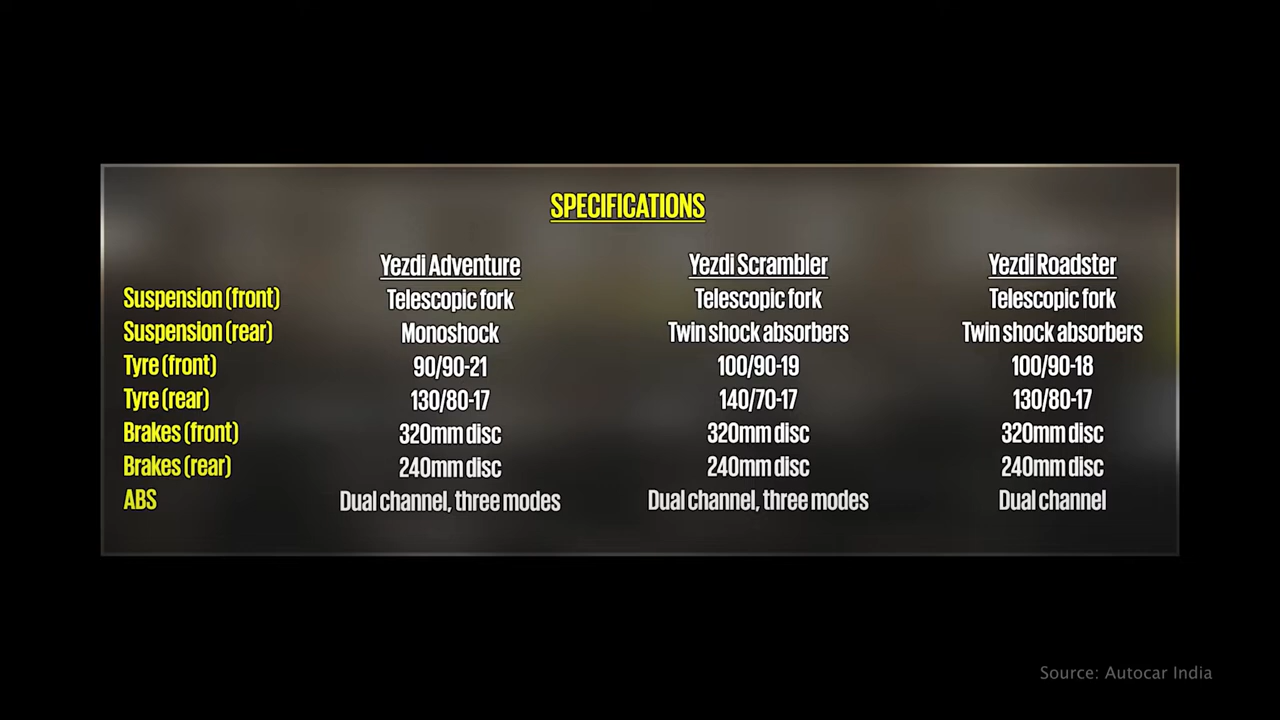 SPECIFICATIONS
Yezdi Adventure Yezdi Scrambler Yezdi Roadster
Suspension (front) Telescopic fork Telescopic fork Telescopic fork
Suspension (rear) Monoshock Twin shock absorbers Twin shock absorbers
Tyre (front) 90/90-21 100/90-19 100/90-18
Tyre (rear) 130/80-17 140/70-17 130/80-17
Brakes (front) 320mm disc 320mm disc 320mm disc
Brakes (rear) 240mm disc 240mm disc 240mm disc
ABS Dual channel, three modes Dual channel, three modes Dual channel
Source: Autocar India